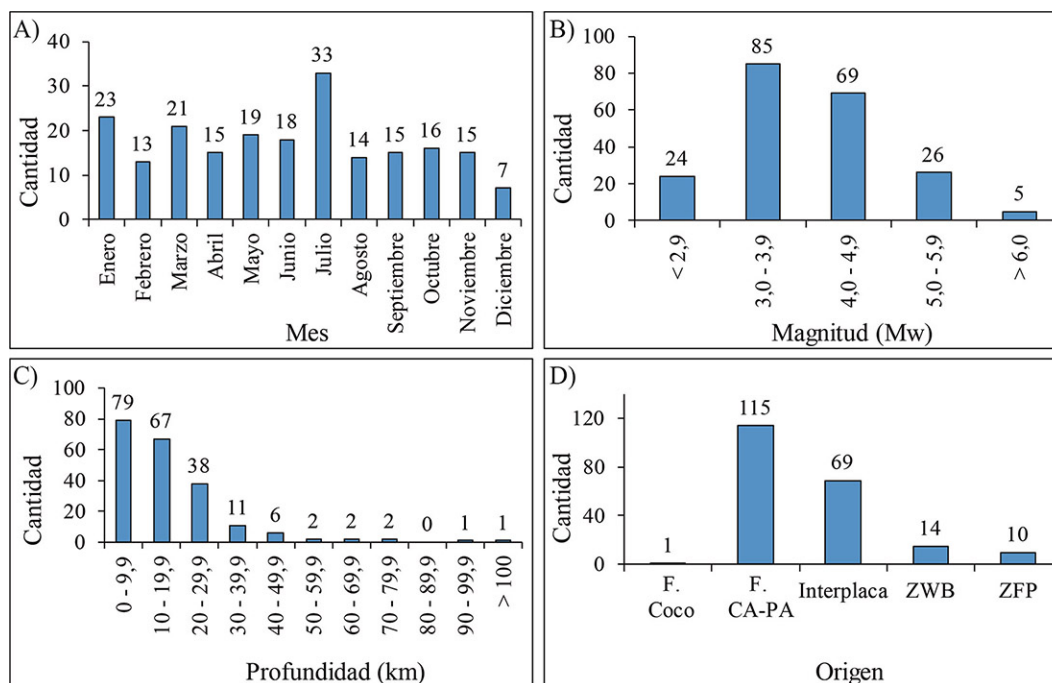 A)
Cantidad
40
30
20
10
0
23
13
21
15
19
18
33
14
15
16
15
7
Enero
Febrero
Marzo
Abril
Mayo
Junio
Julio
Agosto
Septiembre
Octubre
Noviembre
Diciembre
Mes
B)
Cantidad
100
80
60
40
20
0
24
85
69
26
5
< 2,9
3,0 - 3,9
4,0 - 4,9
5,0 - 5,9
> 6,0
Magnitud (Mw)
C)
Cantidad
100
80
60
40
20
0
79
67
38
11
6
2
2
2
0
1
1
0 - 9,9
10 - 19,9
20 - 29,9
30 - 39,9
40 - 49,9
50 - 59,9
60 - 69,9
70 - 79,9
80 - 89,9
90 - 99,9
> 100
Profundidad (km)
D)
Cantidad
120
80
40
0
1
115
69
14
10
F.
Coco
F.
CA-PA
Interplaca
ZWB
ZFP
Origen